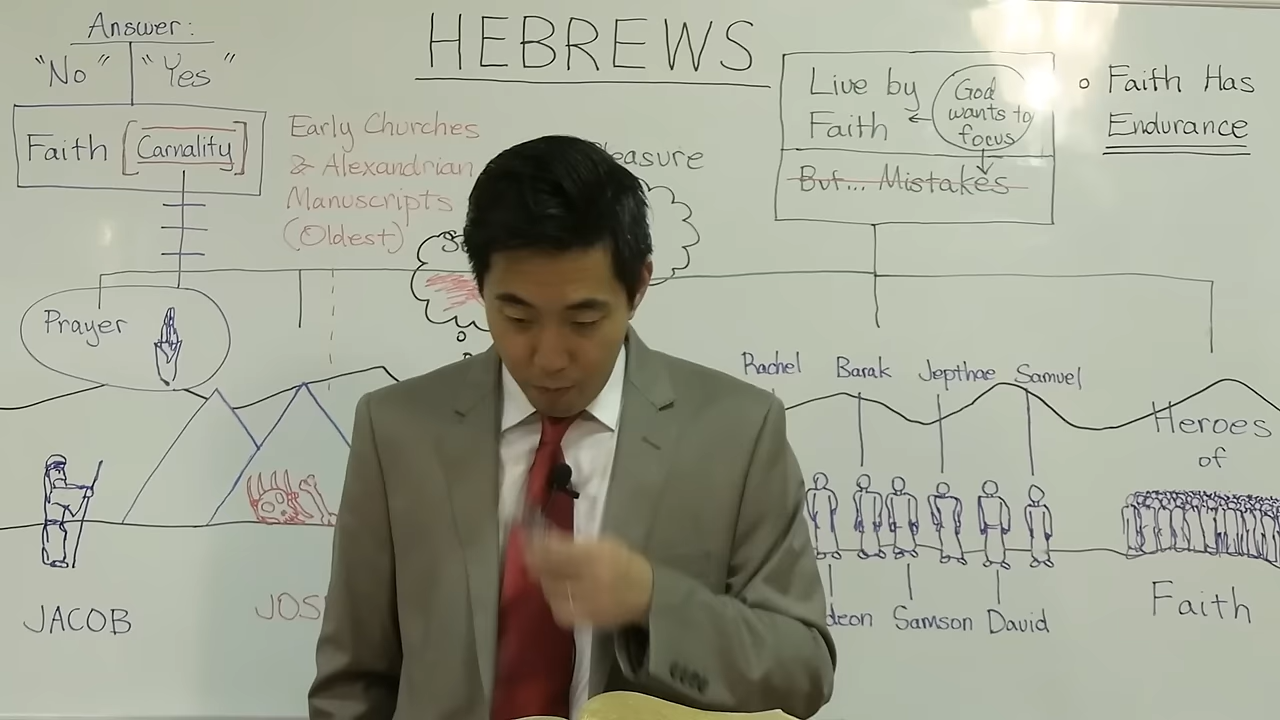 HEBREWS
Answer:
"No" "Yes"
Faith [Carnality]
Early Churches
& Alexandrian
Manuscripts
(Oldest)
Prayer
Live by
Faith
God
wants to
focus
But... Mistakes
Faith Has
Endurance
Rachel Barak Jepthae Samuel
Samson David
JACOB
Heroes
of
Faith